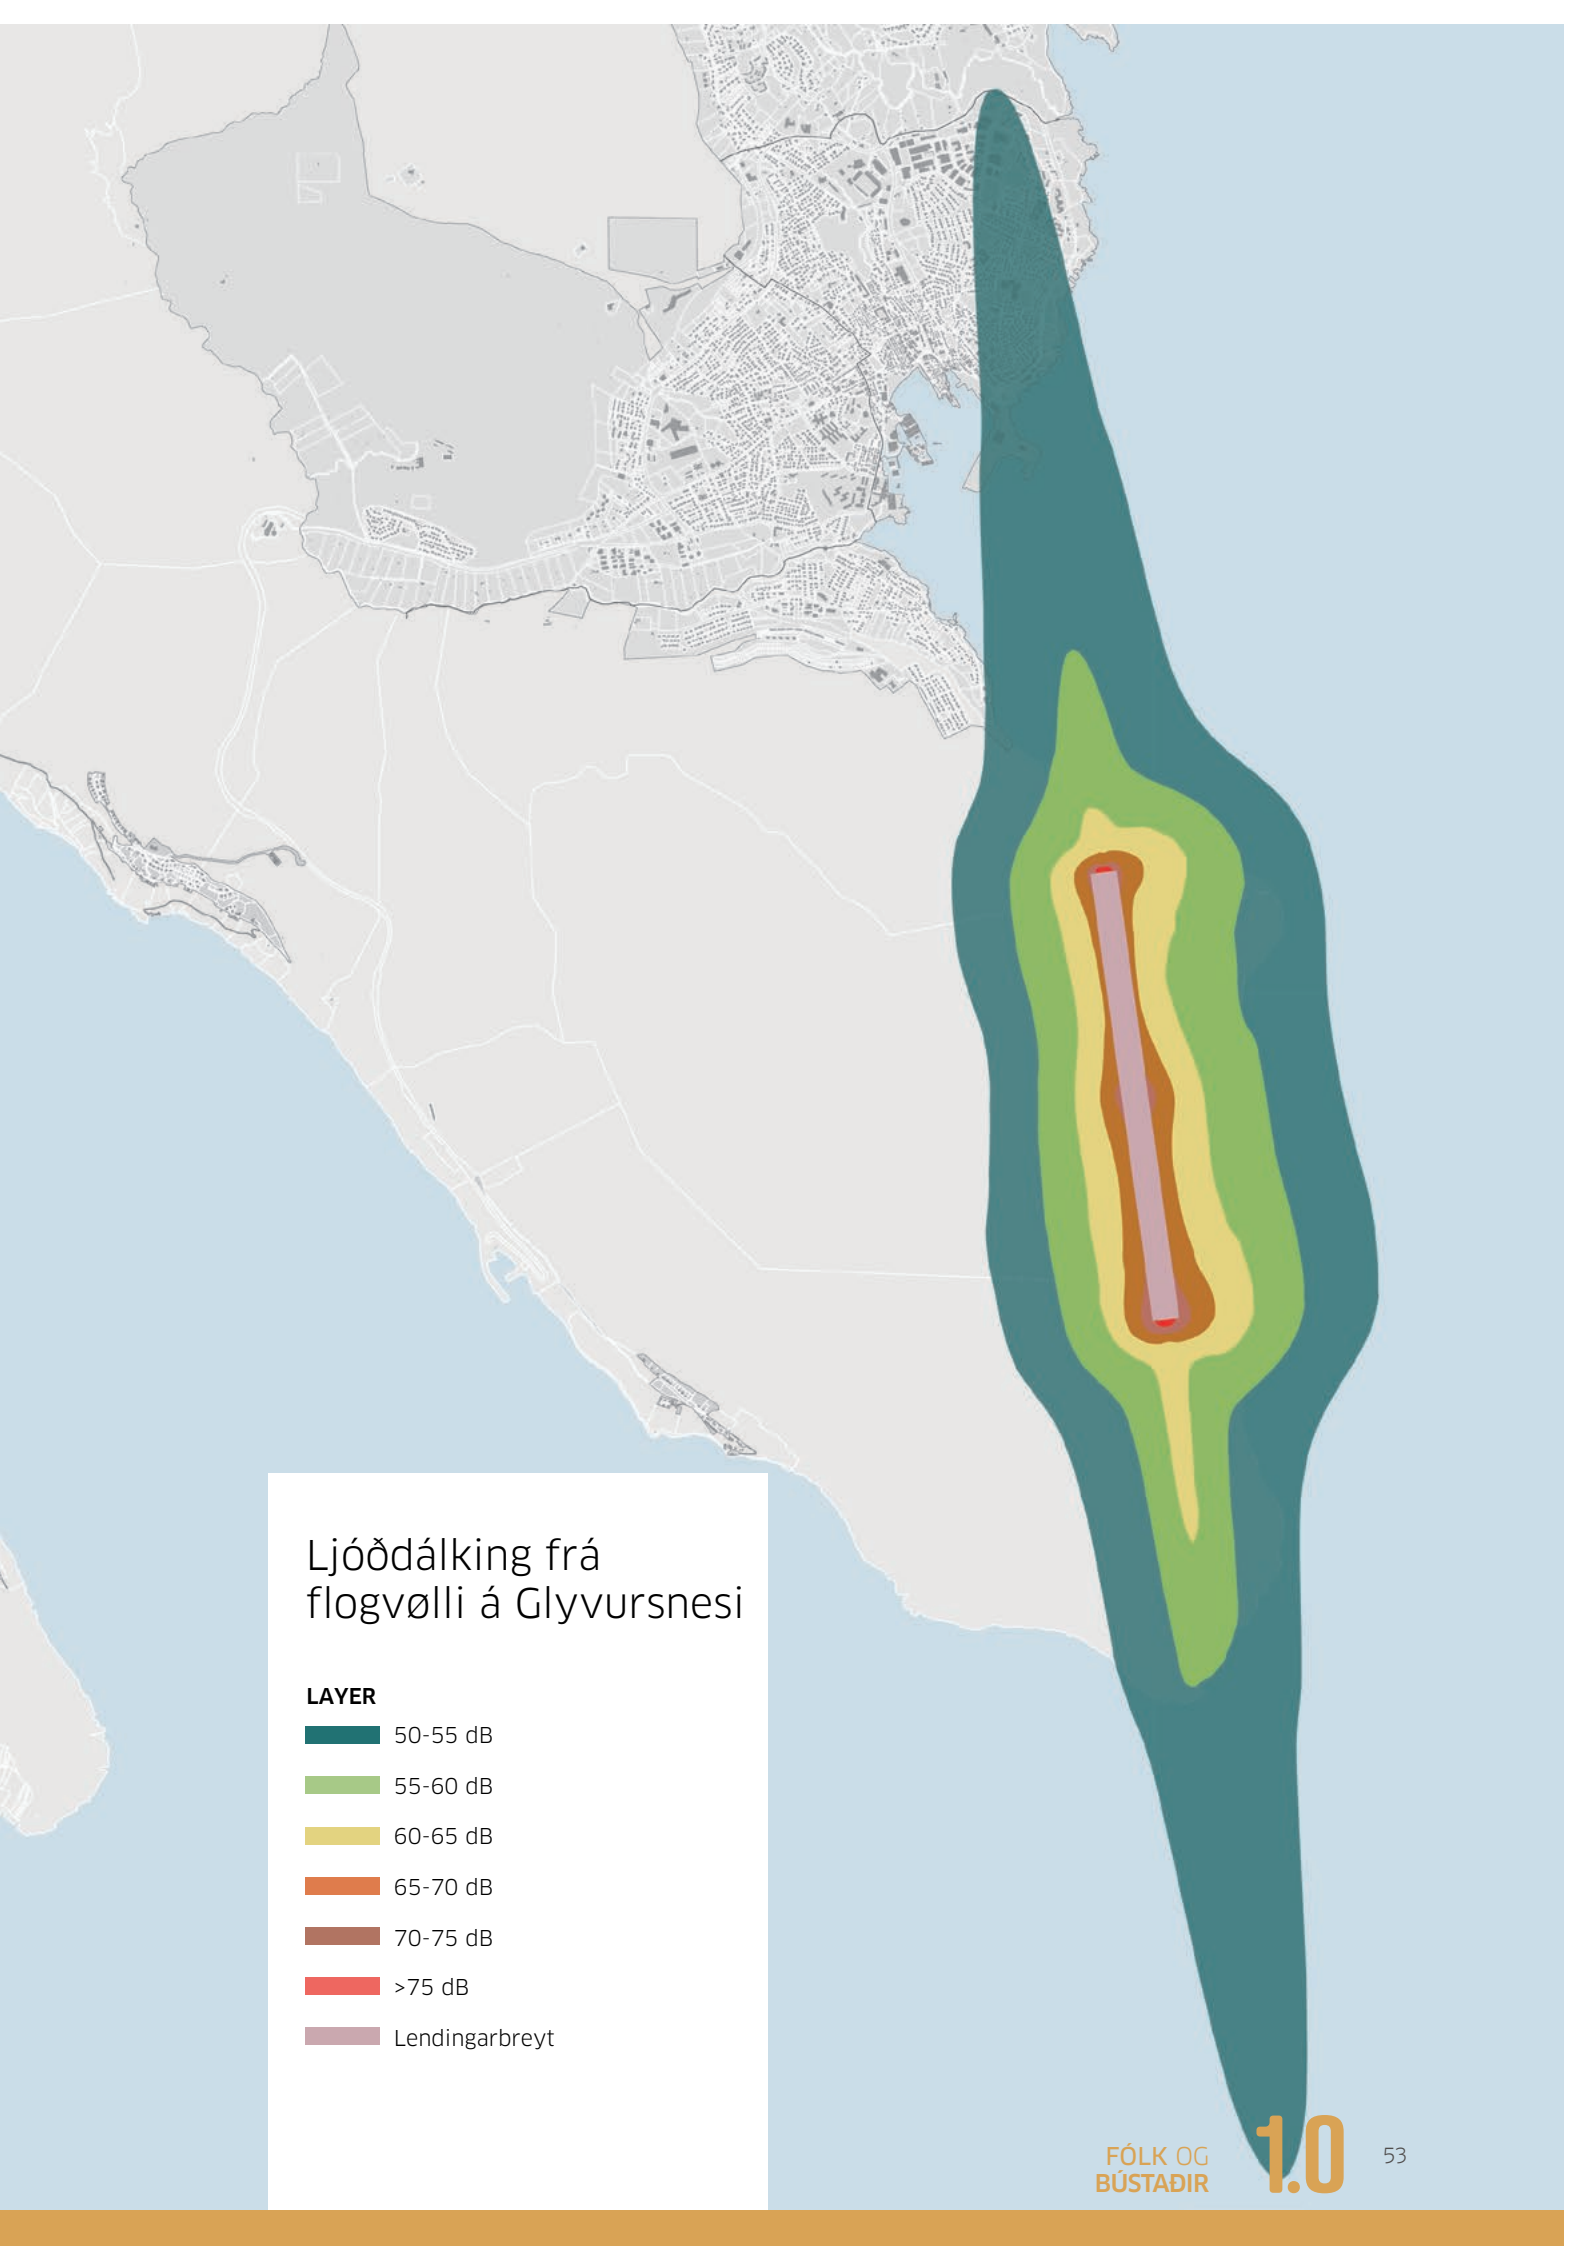 Ljóðdálking frá
flogvølli á Glyvursnesi
LAYER
50-55 dB
55-60 dB
60-65 dB
65-70 dB
70-75 dB
>75 dB
Lendingarbreyt
FÓLK OG
BÚSTAÐIR
1.0
53